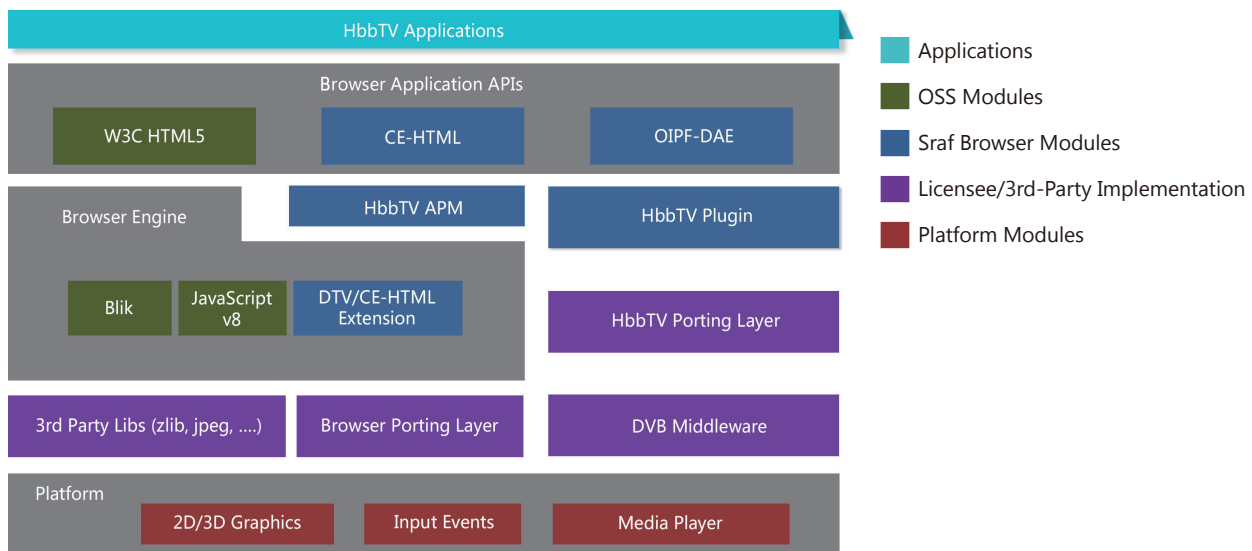 HbbTV Applications
Browser Application APIs
W3C HTML5
CE-HTML
OIPF-DAE
Browser Engine
HbbTV APM
HbbTV Plugin
Blik
JavaScript
v8
DTV/CE-HTML
Extension
HbbTV Porting Layer
3rd Party Libs (zlib, jpeg, ....)
Browser Porting Layer
DVB Middleware
Platform
2D/3D Graphics
Input Events
Media Player
Applications
OSS Modules
Sraf Browser Modules
Licensee/3rd-Party Implementation
Platform Modules